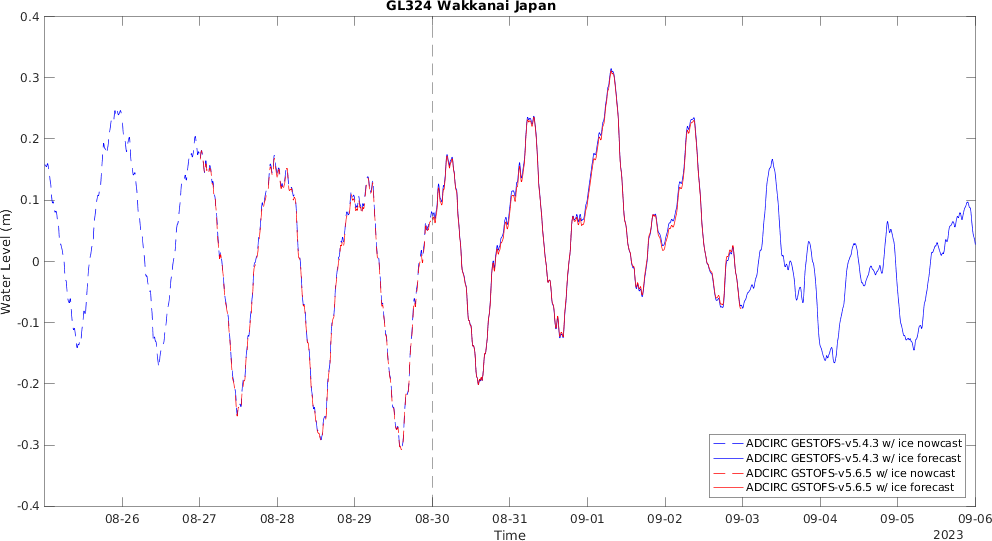 GL324 Wakkanai Japan
0.4
0.3
0.2
0.1
0
-0.1
-0.2
-0.3
-0.4
Water Level (m)
08-26 08-27 08-28 08-29 08-30 08-31 09-01 09-02 09-03 09-04 09-05 09-06
Time
2023
ADCIRC GESTOFS-v5.4.3 w/ ice nowcast
ADCIRC GESTOFS-v5.4.3 w/ ice forecast
ADCIRC GSTOFS-v5.6.5 w/ ice nowcast
ADCIRC GSTOFS-v5.6.5 w/ ice forecast